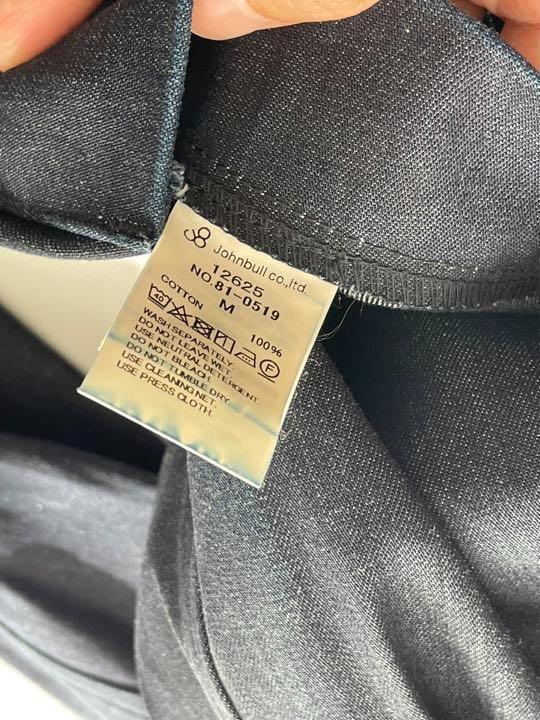 Johnbull co.,ltd.
12625
NO.81-0519
M
COTTON 100%
40 F
WASH SEPARATELY.
DO NOT LEAVE WET.
USE NEUTRAL DETERGENT.
DO NOT BLEACH.
DO NOT TUMBLE DRY.
USE CLEANING NET.
USE PRESS CLOTH.